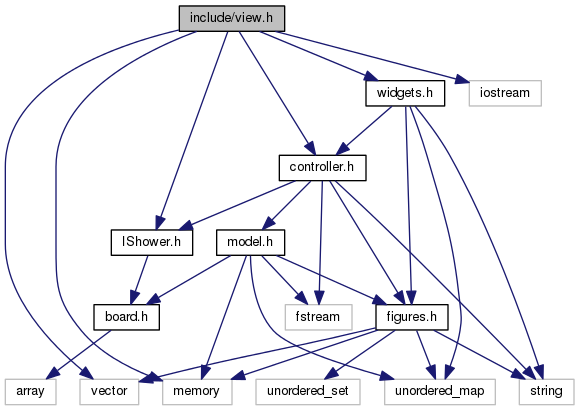 include/view.h
widgets.h
iostream
controller.h
IShower.h
model.h
board.h
fstream
figures.h
array
vector
memory
unordered_set
unordered_map
string